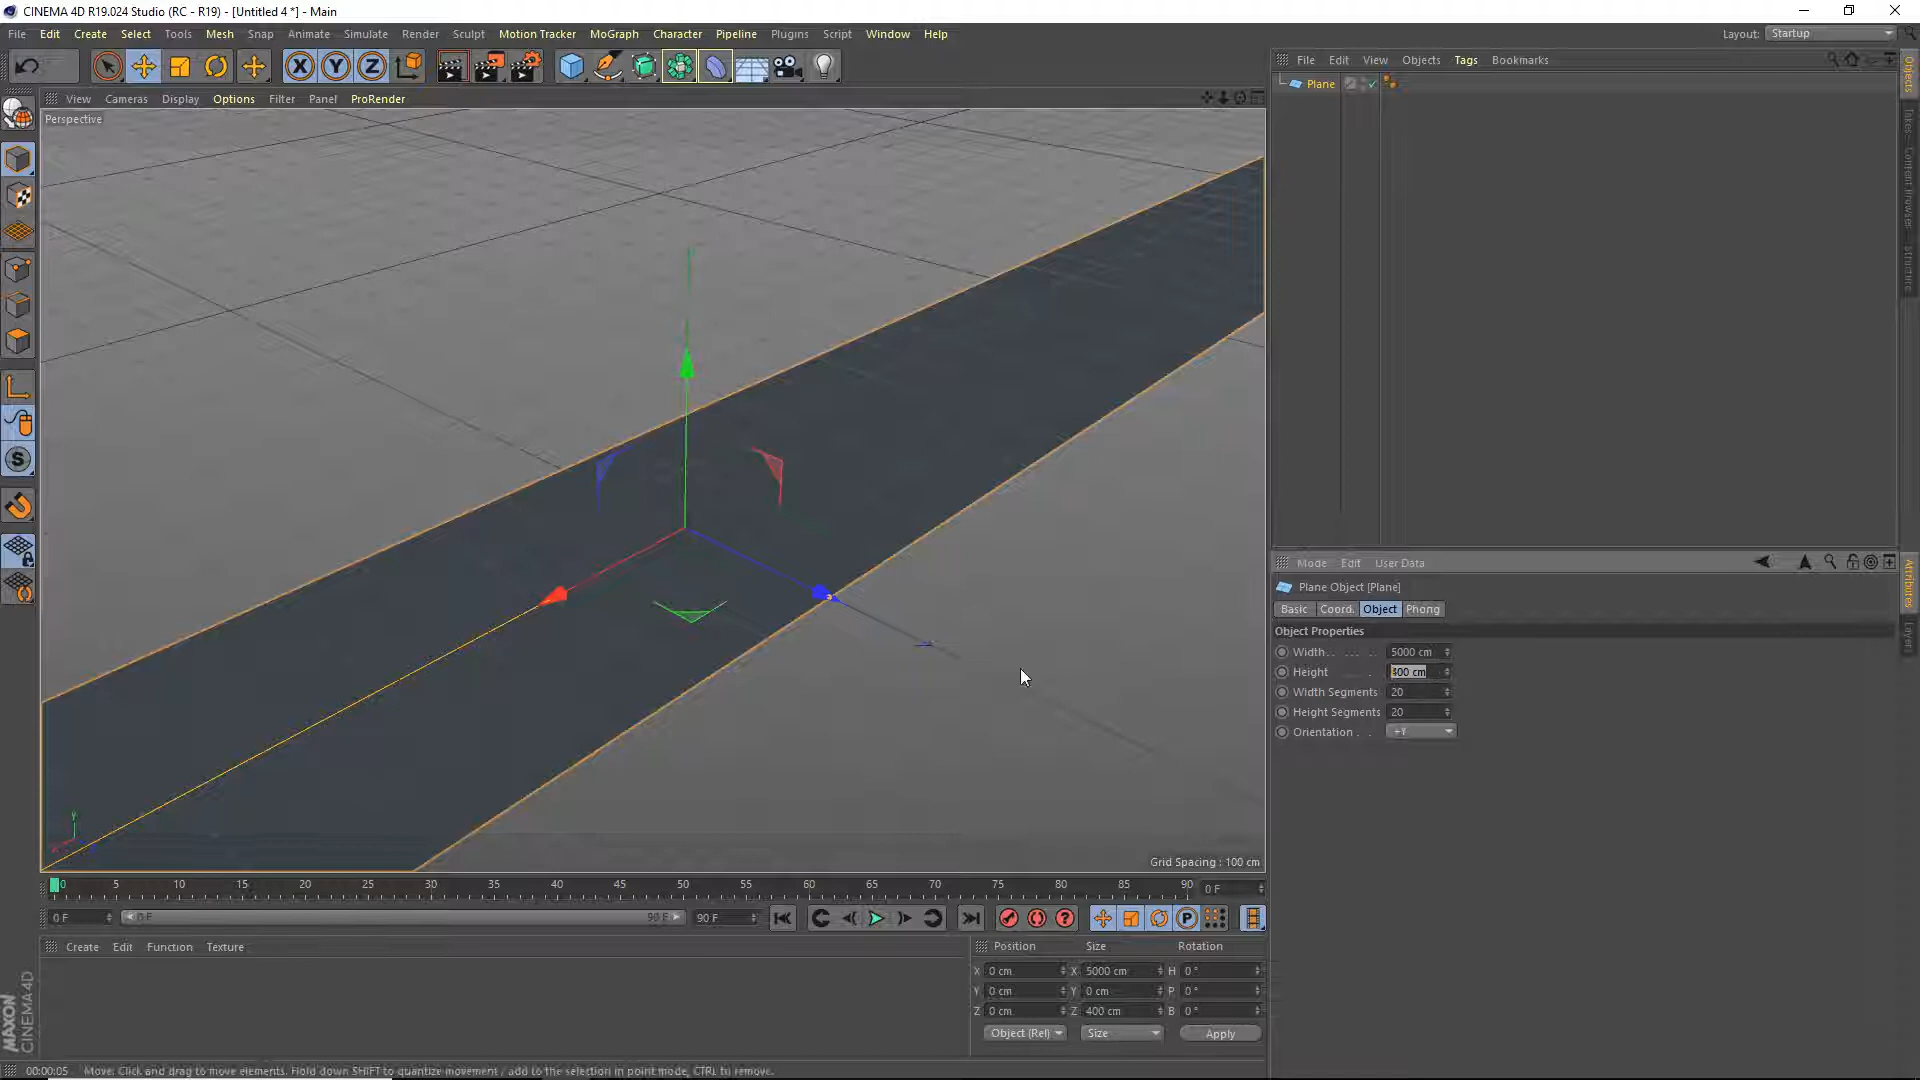 CINEMA 4D R19.024 Studio (RC - R19) - [Untitled 4 *] - Main
File Edit Create Select Tools Mesh Snap Animate Simulate Render Sculpt Motion Tracker MoGraph Character Pipeline Plugins Script Window Help
Layout: Startup
X Y Z
View Cameras Display Options Filter Panel ProRender
Perspective
Y
Grid Spacing : 100 cm
0 5 10 15 20 25 30 35 40 45 50 55 60 65 70 75 80 85 90 0 F
0 F 0 F 90 F 90 F
Create Edit Function Texture
Position Size Rotation
X 0 cm X 5000 cm H 0 °
Y 0 cm Y 0 cm P 0 °
Z 0 cm Z 400 cm B 0 °
Object (Rel) Size Apply
MAXON
CINEMA 4D
00:00:05 Move: Click and drag to move elements. Hold down SHIFT to quantize movement / add to the selection in point mode, CTRL to remove.
File Edit View Objects Tags Bookmarks
Plane
Objects
Takes
Content Browser
Structure
Mode Edit User Data
Plane Object [Plane]
Basic Coord. Object Phong
Object Properties
Width 5000 cm
Height 400 cm
Width Segments 20
Height Segments 20
Orientation +Y
Attributes
Layers